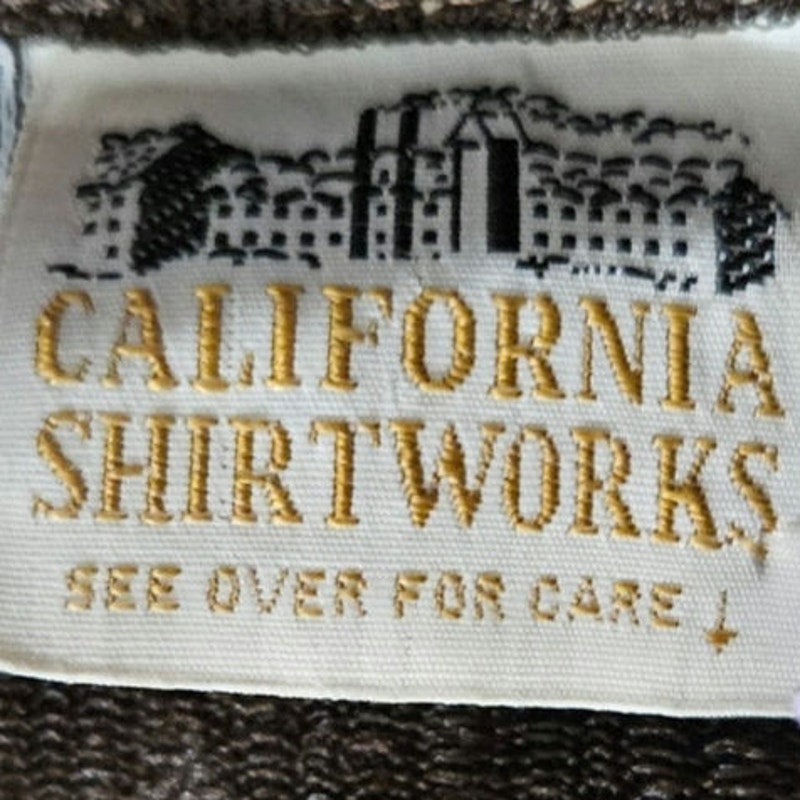 CALIFORNIA
SHIRTWORKS
SEE OVER FOR CARE ↓